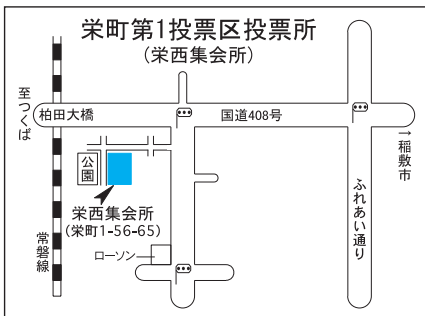 栄町第1投票区投票所
(栄西集会所)
至つくば
柏田大橋
国道408号
→稲敷市
公園
栄西集会所
(栄町1-56-65)
ふれあい通り
常磐線
ローソン